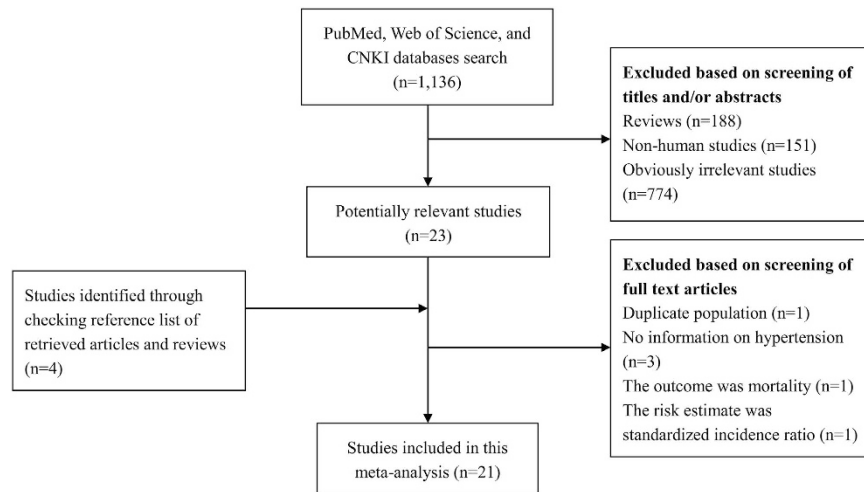 PubMed, Web of Science, and
CNKI databases search
(n=1,136)
Excluded based on screening of
titles and/or abstracts
Reviews (n=188)
Non-human studies (n=151)
Obviously irrelevant studies
(n=774)
Potentially relevant studies
(n=23)
Studies identified through
checking reference list of
retrieved articles and reviews
(n=4)
Excluded based on screening of
full text articles
Duplicate population (n=1)
No information on hypertension
(n=3)
The outcome was mortality (n=1)
The risk estimate was
standardized incidence ratio (n=1)
Studies included in this
meta-analysis (n=21)